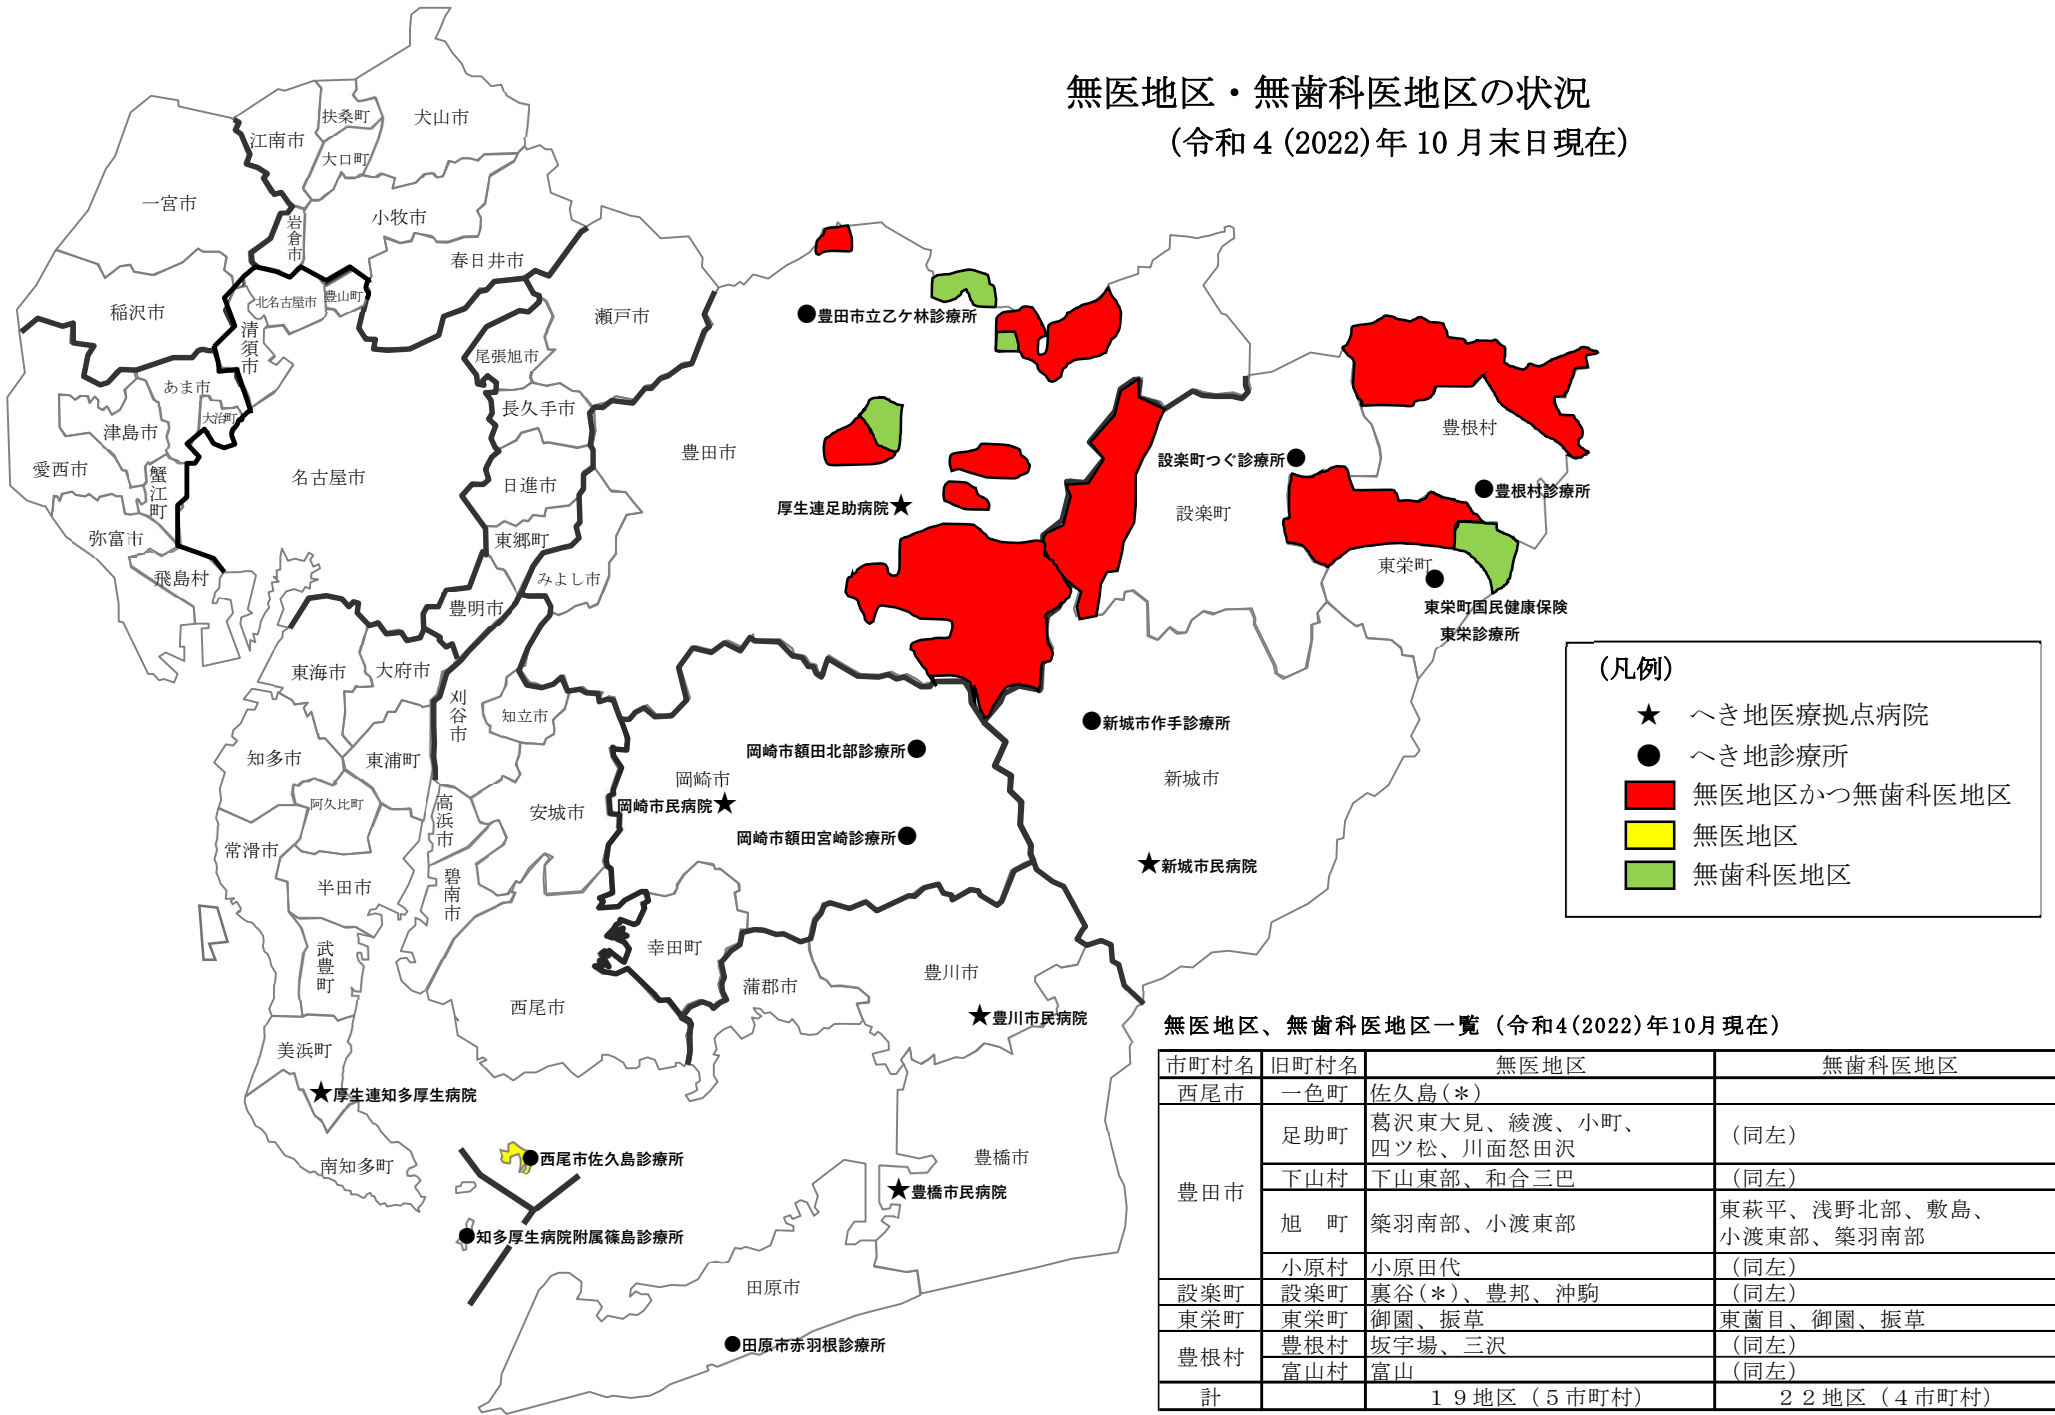 無医地区・無歯科医地区の状況
(令和４(2022)年 10 月末日現在)
扶桑町
犬山市
江南市
大口町
一宮市
小牧市
岩倉市
春日井市
北名古屋市
豊山町
稲沢市
清須市
瀬戸市
豊田市立乙ケ林診療所
尾張旭市
あま市
大治町
長久手市
津島市
豊田市
豊根村
愛西市
蟹江町
名古屋市
日進市
設楽町つぐ診療所
豊根村診療所
厚生連足助病院
設楽町
弥富市
東郷町
飛島村
みよし市
東栄町
豊明市
東栄町国民健康保険
東栄診療所
東海市
大府市
刈谷市
知立市
新城市作手診療所
知多市
東浦町
岡崎市額田北部診療所
岡崎市
新城市
岡崎市民病院
阿久比町
高浜市
安城市
岡崎市額田宮崎診療所
常滑市
新城市民病院
半田市
碧南市
武豊町
幸田町
豊川市
蒲郡市
西尾市
豊川市民病院
美浜町
厚生連知多厚生病院
南知多町
西尾市佐久島診療所
豊橋市
豊橋市民病院
知多厚生病院附属篠島診療所
田原市
田原市赤羽根診療所
(凡例)
★ へき地医療拠点病院
● へき地診療所
無医地区かつ無歯科医地区
無医地区
無歯科医地区
無医地区、無歯科医地区一覧（令和4(2022)年10月現在）
市町村名 旧町村名 無医地区 無歯科医地区
西尾市 一色町 佐久島(＊)
豊田市 足助町 葛沢東大見、綾渡、小町、
四ツ松、川面怒田沢 （同左）
下山村 下山東部、和合三巴 （同左）
旭　町 築羽南部、小渡東部 東萩平、浅野北部、敷島、
小渡東部、築羽南部
小原村 小原田代 （同左）
設楽町 設楽町 裏谷(＊)、豊邦、沖駒 （同左）
東栄町 東栄町 御園、振草 東薗目、御園、振草
豊根村 豊根村 坂宇場、三沢 （同左）
富山村 富山 （同左）
計 １９地区（５市町村） ２２地区（４市町村）